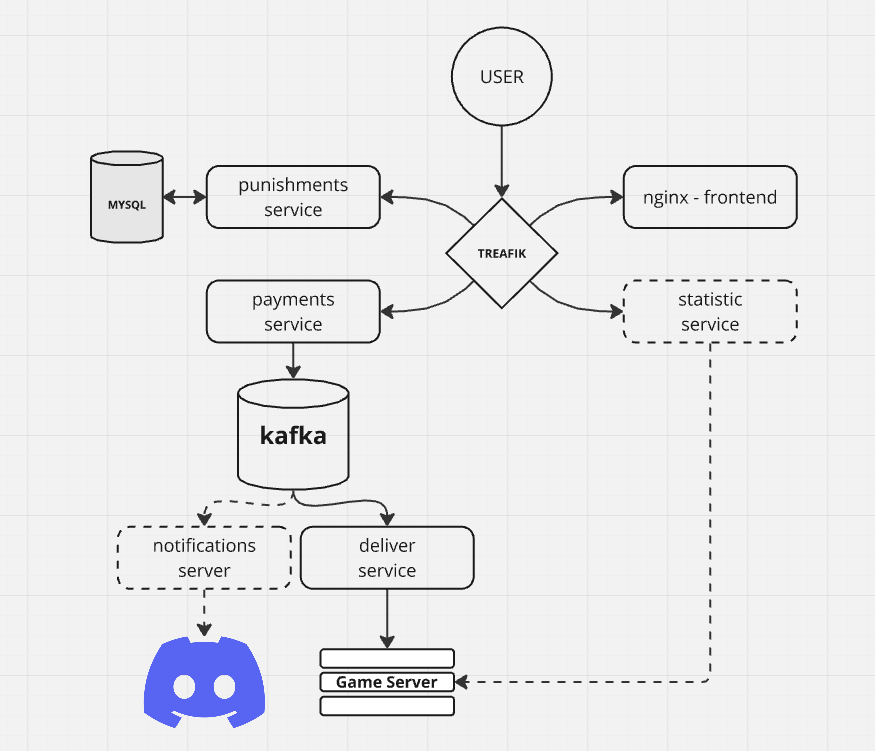 USER
punishments
service
MYSQL
nginx - frontend
TREAFIK
payments
service
statistic
service
kafka
notifications
server
deliver
service
Game Server